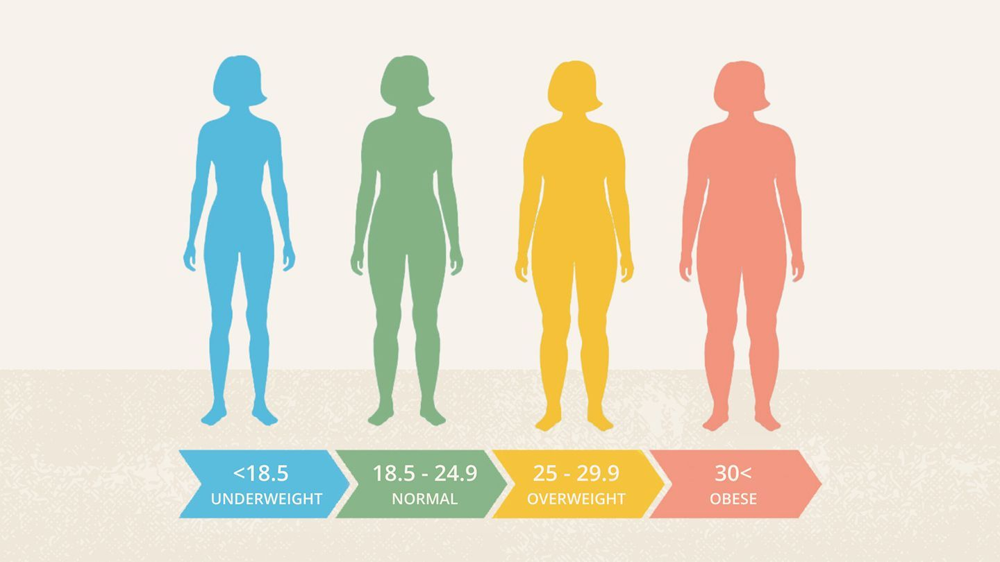 <18.5
UNDERWEIGHT
18.5 - 24.9
NORMAL
25 - 29.9
OVERWEIGHT
30<
OBESE